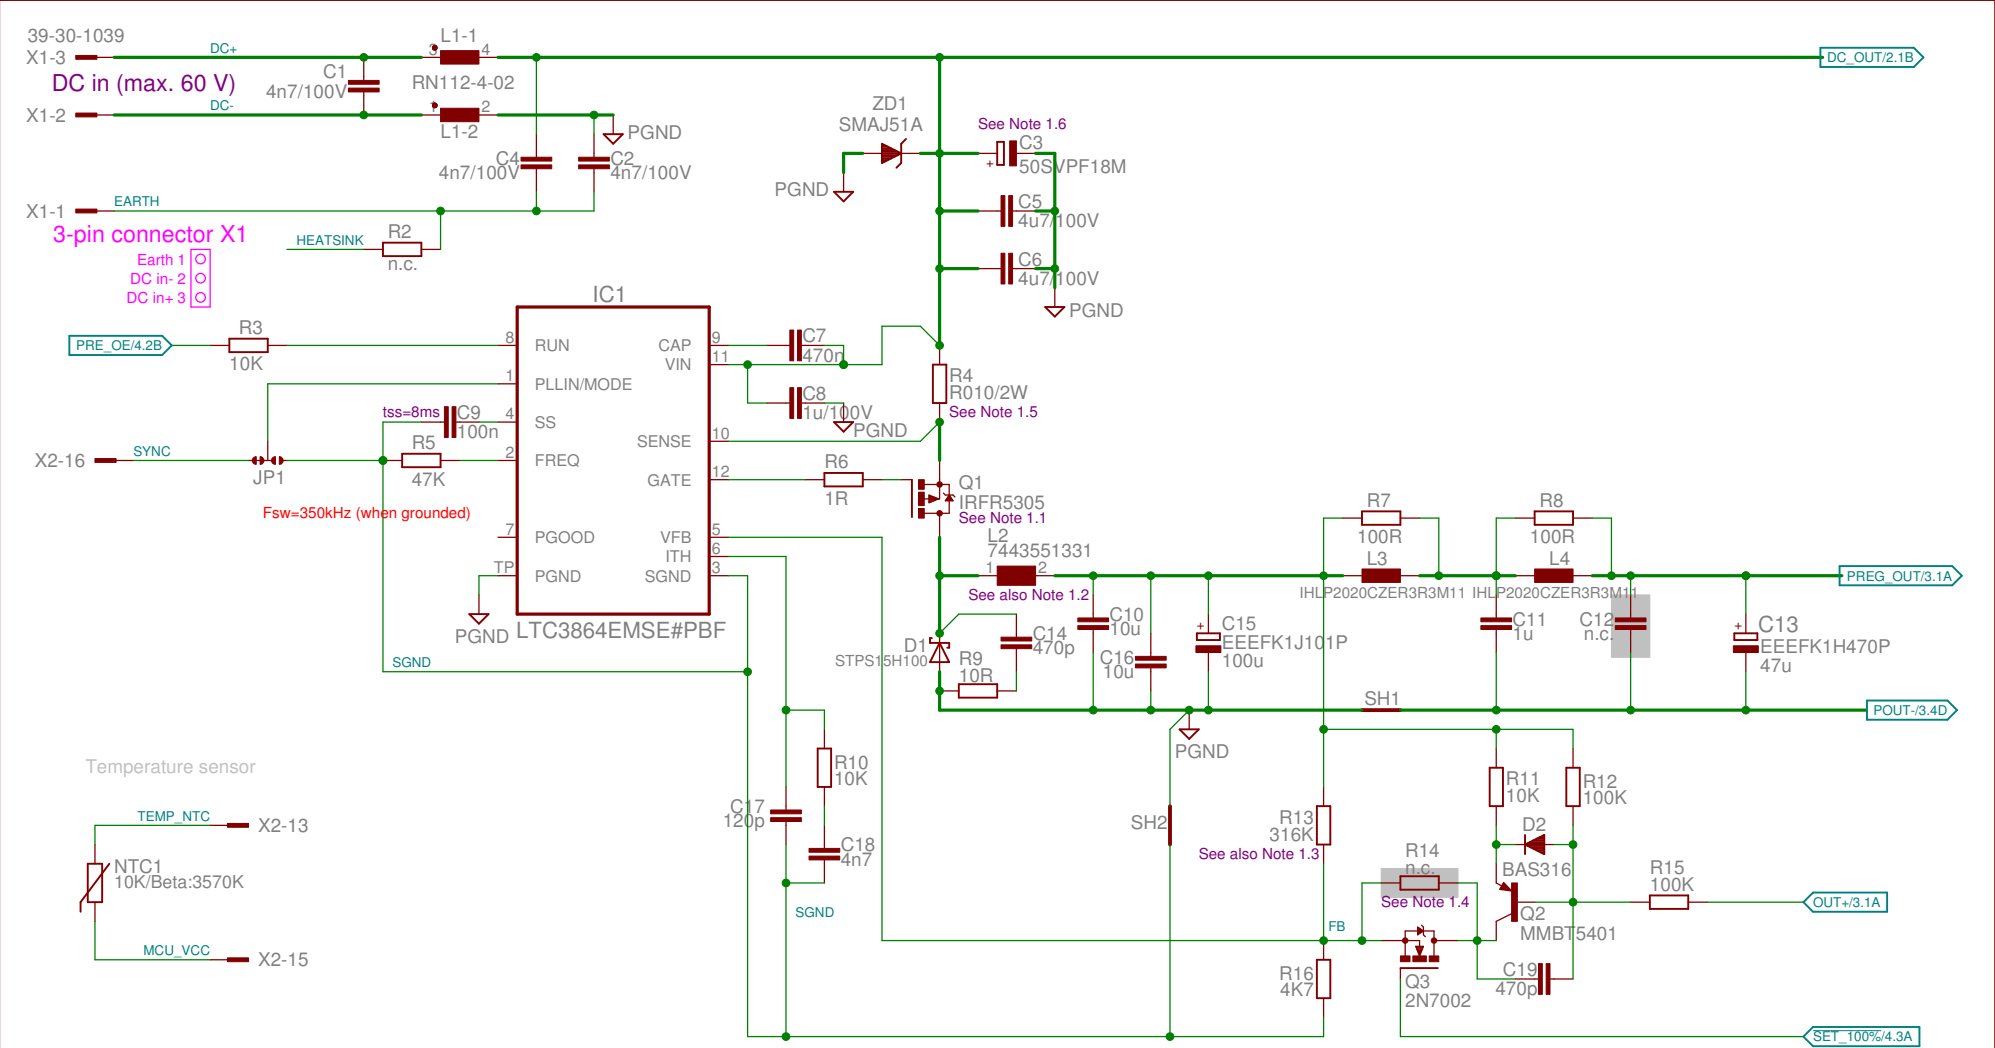 39-30-1039
X1-3
DC+
L1-1
3
4
RN112-4-02
DC in (max. 60 V)
C1
4n7/100V
DC-
X1-2
1
2
L1-2
PGND
C4
4n7/100V
C2
4n7/100V
X1-1
EARTH
3-pin connector X1
Earth 1
DC in- 2
DC in+ 3
HEATSINK
R2
n.c.
DC_OUT/2.1B
ZD1
SMAJ51A
PGND
See Note 1.6
C3
+
50SVPF18M
C5
4u7/100V
C6
4u7/100V
PGND
IC1
PRE_OE/4.2B
R3
10K
8
RUN
1
PLLIN/MODE
tss=8ms
C9
100n
4
SS
X2-16
SYNC
JP1
R5
47K
2
FREQ
Fsw=350kHz (when grounded)
7
PGOOD
TP
PGND
PGND
CAP
9
VIN
11
SENSE
10
GATE
12
VFB
5
ITH
6
SGND
3
LTC3864EMSE#PBF
C7
470n
C8
1u/100V
PGND
R4
R010/2W
See Note 1.5
R6
1R
Q1
IRFR5305
See Note 1.1
L2
7443551331
1
2
See also Note 1.2
D1
STPS15H100
C14
470p
R9
10R
C10
10u
C16
10u
+
C15
EEEFK1J101P
100u
R7
100R
L3
IHLP2020CZER3R3M11
R8
100R
L4
IHLP2020CZER3R3M11
C11
1u
C12
n.c.
+
C13
EEEFK1H470P
47u
PREG_OUT/3.1A
SH1
POUT-/3.4D
PGND
SGND
Temperature sensor
TEMP_NTC
X2-13
NTC1
10K/Beta:3570K
MCU_VCC
X2-15
R10
10K
C17
120p
C18
4n7
SGND
SH2
R13
316K
See also Note 1.3
R11
10K
R12
100K
D2
BAS316
R14
n.c.
See Note 1.4
R15
100K
OUT+/3.1A
Q2
MMBT5401
FB
Q3
2N7002
C19
470p
R16
4K7
SET_100%/4.3A